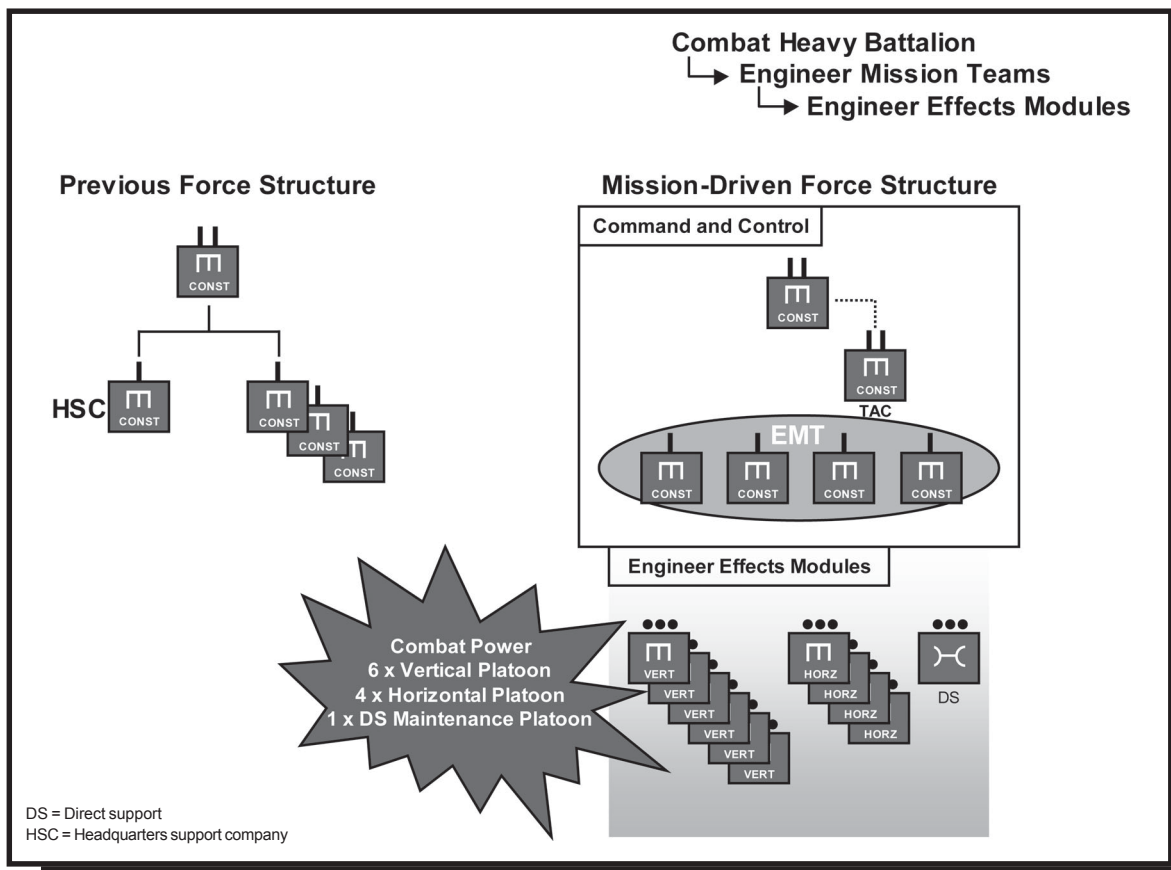 Combat Heavy Battalion
Engineer Mission Teams
Engineer Effects Modules
Previous Force Structure
CONST
HSC
CONST
CONST
CONST
CONST
Mission-Driven Force Structure
Command and Control
CONST
CONST
TAC
EMT
CONST
CONST
CONST
CONST
Engineer Effects Modules
Combat Power
6 x Vertical Platoon
4 x Horizontal Platoon
1 x DS Maintenance Platoon
VERT
VERT
VERT
VERT
VERT
VERT
HORZ
HORZ
HORZ
HORZ
DS
DS = Direct support
HSC = Headquarters support company